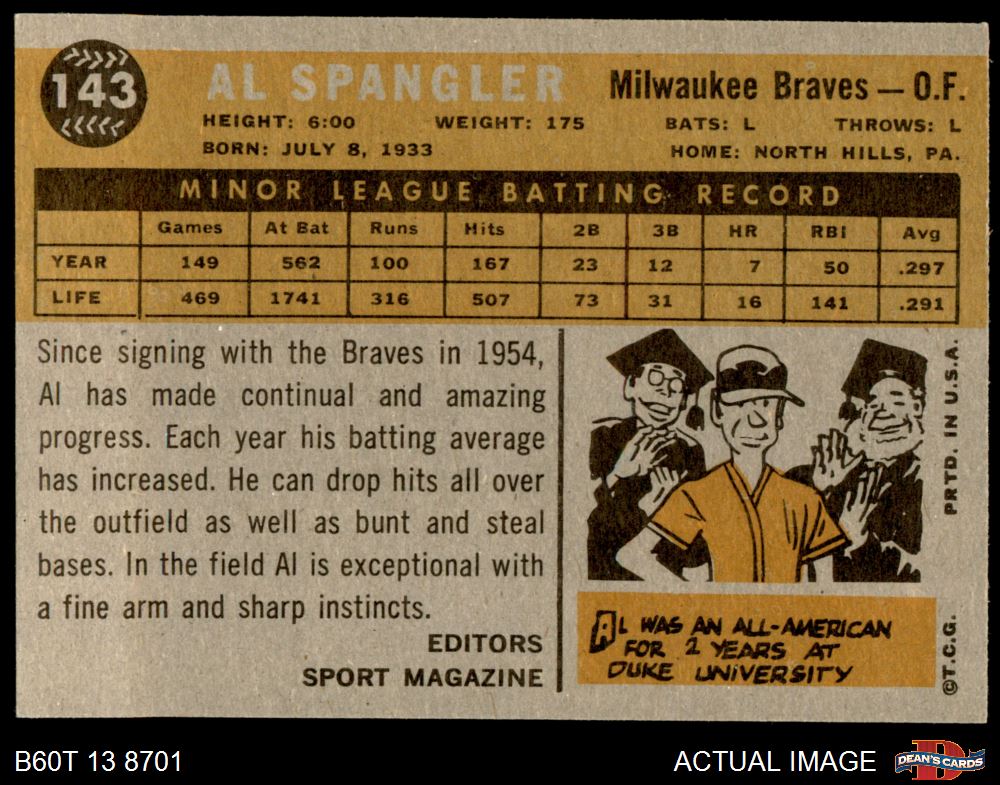 143
AL SPANGLER
Milwaukee Braves — O.F.
HEIGHT: 6:00 WEIGHT: 175 BATS: L THROWS: L
BORN: JULY 8, 1933 HOME: NORTH HILLS, PA.
MINOR LEAGUE BATTING RECORD
Games At Bat Runs Hits 2B 3B HR RBI Avg
YEAR 149 562 100 167 23 12 7 50 .297
LIFE 469 1741 316 507 73 31 16 141 .291
Since signing with the Braves in 1954,
Al has made continual and amazing
progress. Each year his batting average
has increased. He can drop hits all over
the outfield as well as bunt and steal
bases. In the field Al is exceptional with
a fine arm and sharp instincts.
EDITORS
SPORT MAGAZINE
AL WAS AN ALL-AMERICAN
FOR 2 YEARS AT
DUKE UNIVERSITY
PRTD. IN U.S.A.
©T.C.G.
B60T 13 8701
ACTUAL IMAGE
DEAN'S CARDS